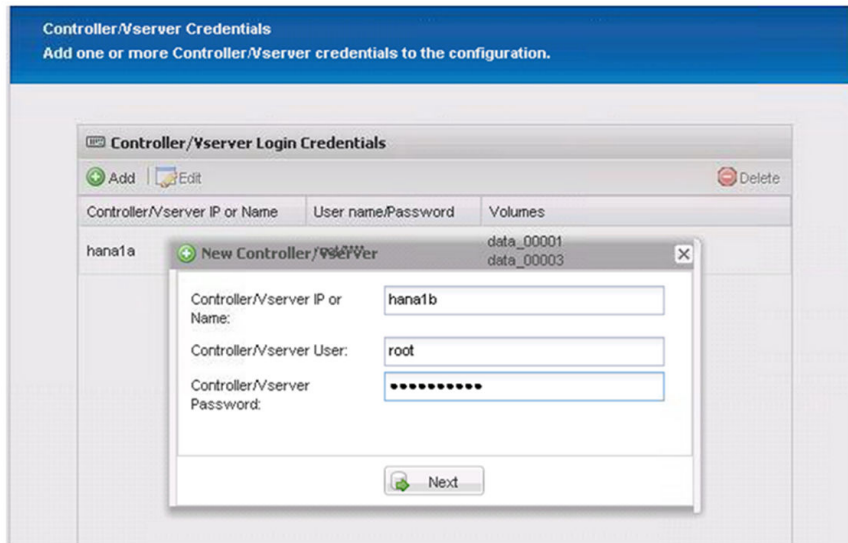 Controller/Vserver Credentials
Add one or more Controller/Vserver credentials to the configuration.
Controller/Vserver Login Credentials
Add Edit Delete
Controller/Vserver IP or Name User name/Password Volumes
hana1a data_00001
data_00003
New Controller/Vserver
Controller/Vserver IP or
Name:
hana1b
Controller/Vserver User: root
Controller/Vserver
Password:
••••••••••
Next